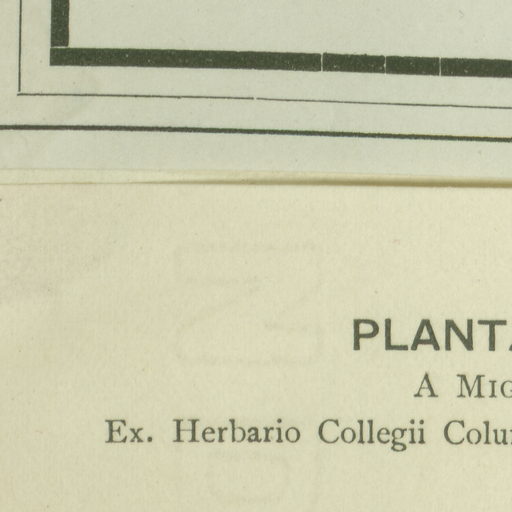 PLANT
A MIG
Ex. Herbario Collegii Colu